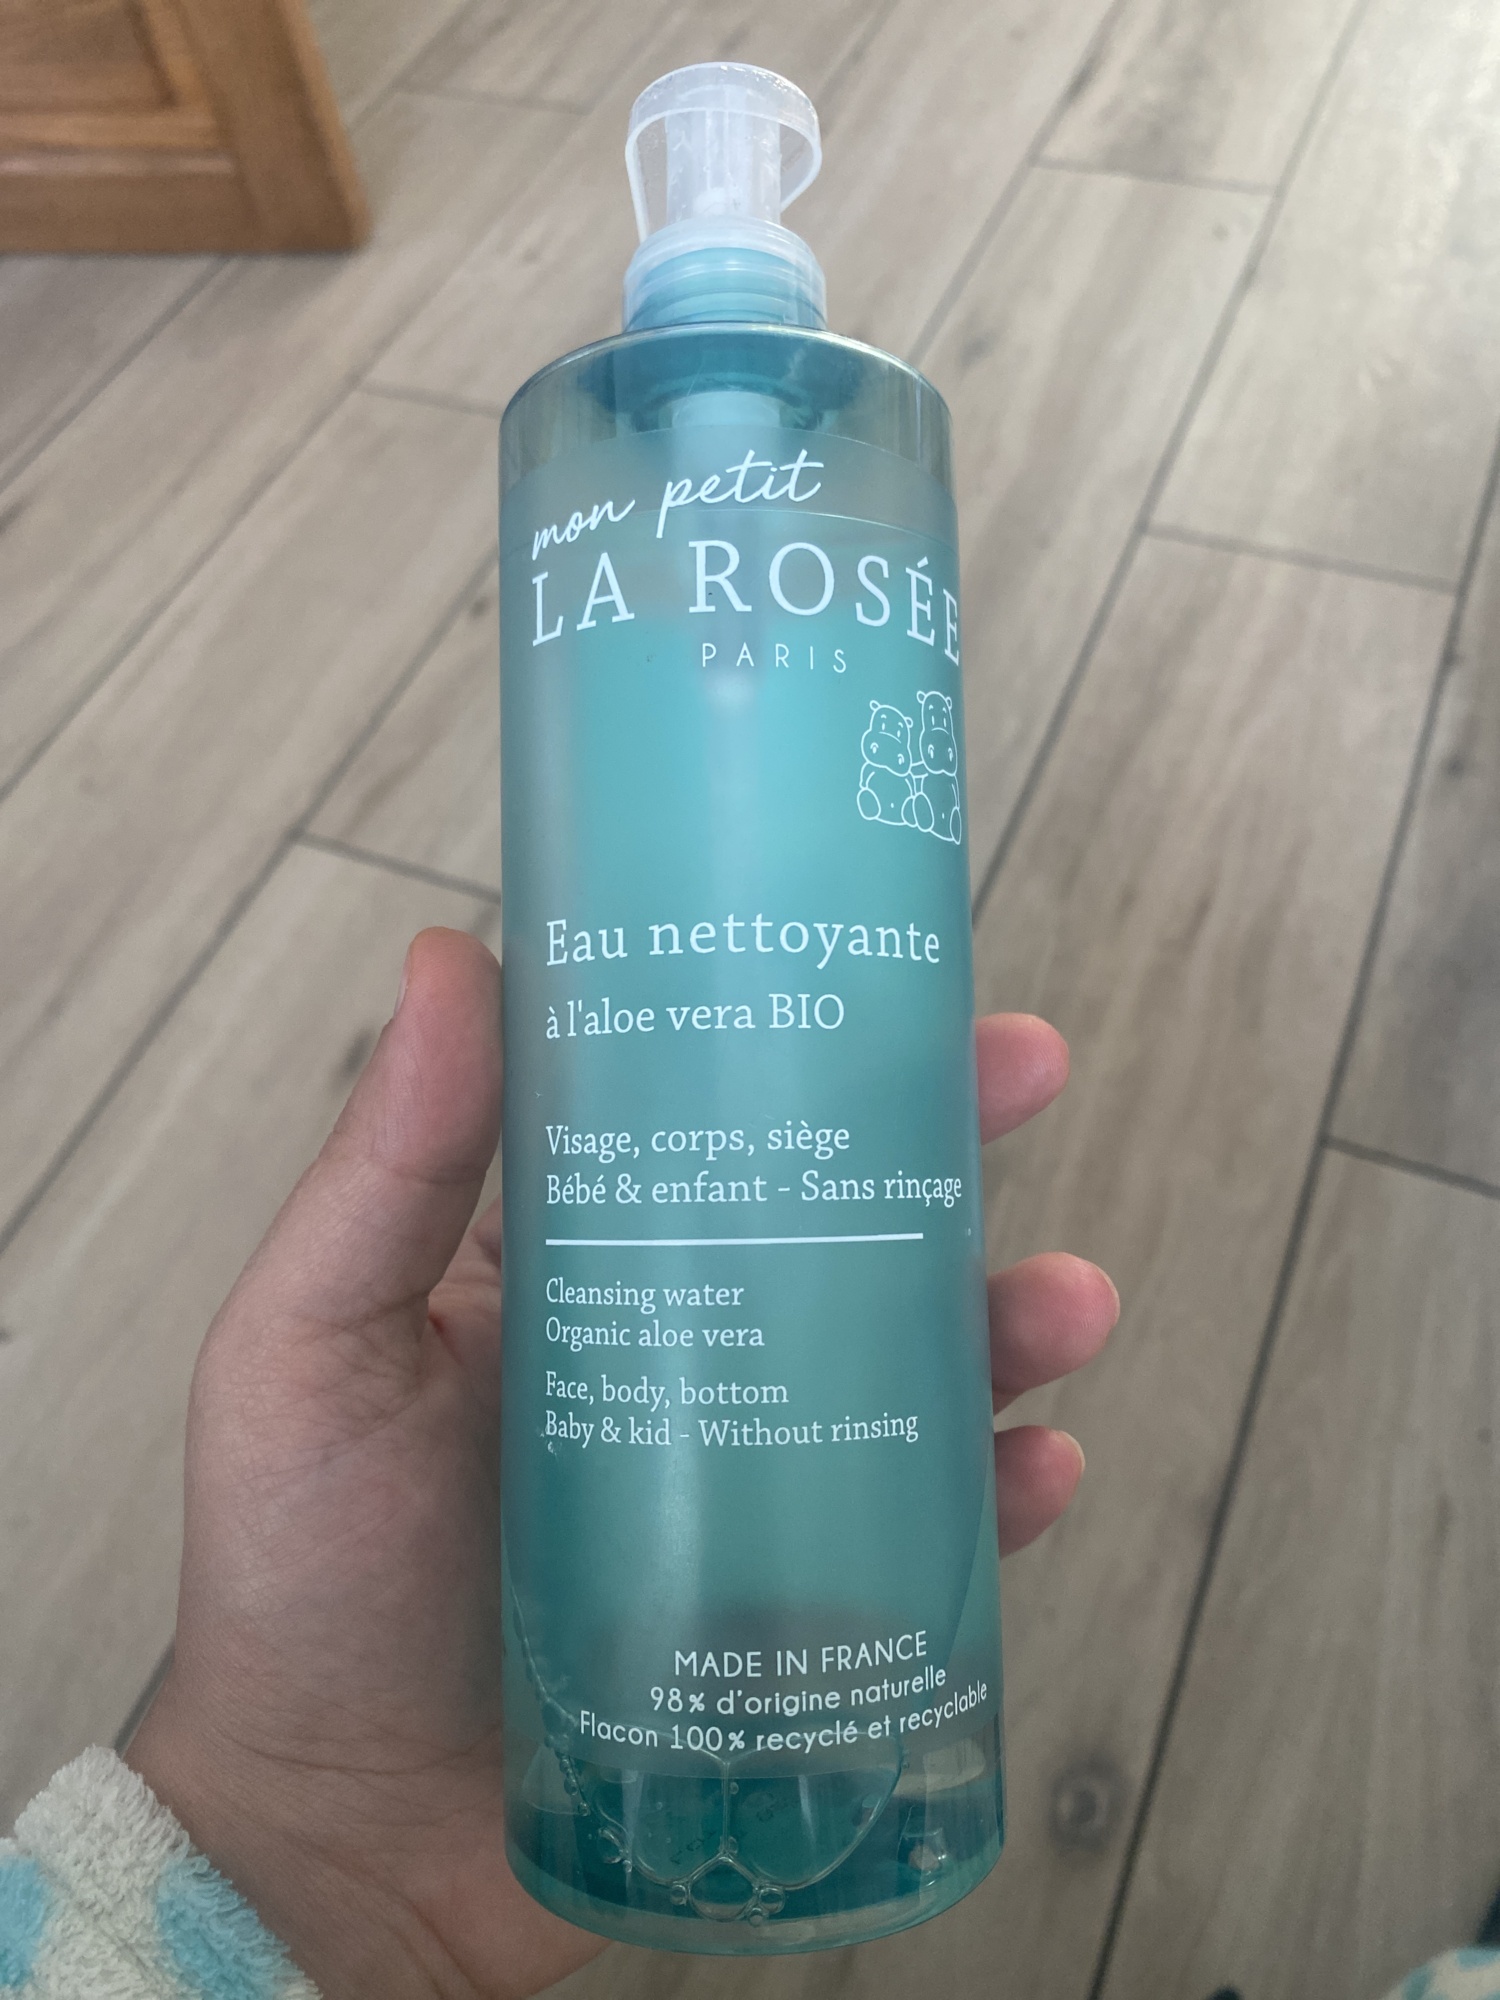 mon petit
LA ROSÉE
PARIS
Eau nettoyante
à l'aloe vera BIO
Visage, corps, siège
Bébé & enfant - Sans rinçage
Cleansing water
Organic aloe vera
Face, body, bottom
Baby & kid - Without rinsing
MADE IN FRANCE
98% d'origine naturelle
Flacon 100% recyclé et recyclable